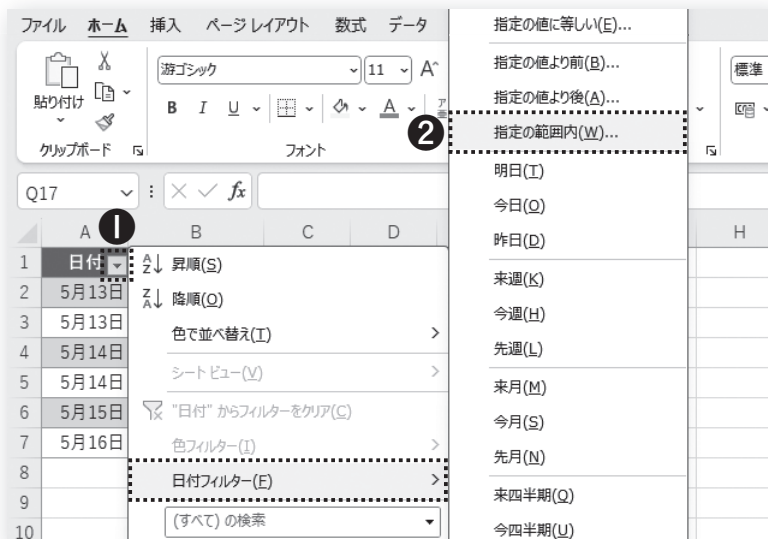 ファイル ホーム 挿入 ページ レイアウト 数式 データ
貼り付け
クリップボード
游ゴシック 11 A^
B I U A ア亜
フォント
標準
Q17 fx
A B C D H
1 日付
2 5月13日
3 5月13日
4 5月14日
5 5月14日
6 5月15日
7 5月16日
8
9
10
❶
昇順(S)
降順(O)
色で並べ替え(T)
シート ビュー(V)
"日付" からフィルターをクリア(C)
色フィルター(I)
日付フィルター(F)
(すべて) の検索
❷
指定の値に等しい(E)...
指定の値より前(B)...
指定の値より後(A)...
指定の範囲内(W)...
明日(T)
今日(O)
昨日(D)
来週(K)
今週(H)
先週(L)
来月(M)
今月(S)
先月(N)
来四半期(Q)
今四半期(U)